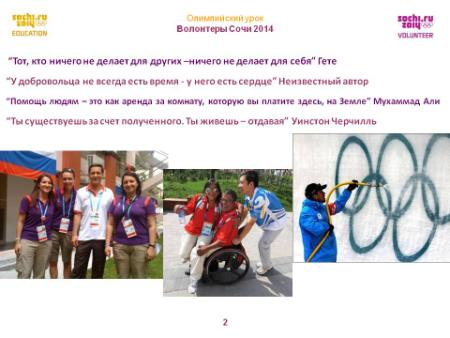 sochi.ru
2014
EDUCATION
Олимпийский урок
Волонтеры Сочи 2014
sochi.ru
2014
VOLUNTEER
“Тот, кто ничего не делает для других –ничего не делает для себя” Гете
“У добровольца не всегда есть время - у него есть сердце” Неизвестный автор
“Помощь людям – это как аренда за комнату, которую вы платите здесь, на Земле” Мухаммад Али
“Ты существуешь за счет полученного. Ты живешь – отдавая” Уинстон Черчилль
2